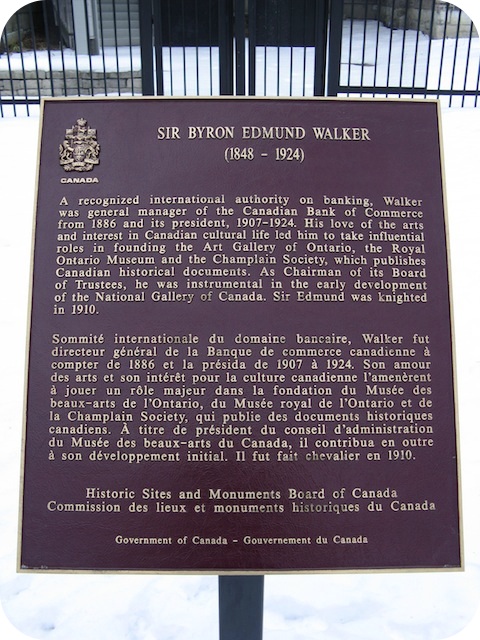 CANADA
SIR BYRON EDMUND WALKER
(1848 – 1924)
A recognized international authority on banking, Walker
was general manager of the Canadian Bank of Commerce
from 1886 and its president, 1907–1924. His love of the arts
and interest in Canadian cultural life led him to take influential
roles in founding the Art Gallery of Ontario, the Royal
Ontario Museum and the Champlain Society, which publishes
Canadian historical documents. As Chairman of its Board
of Trustees, he was instrumental in the early development
of the National Gallery of Canada. Sir Edmund was knighted
in 1910.
Sommité internationale du domaine bancaire, Walker fut
directeur général de la Banque de commerce canadienne à
compter de 1886 et la présida de 1907 à 1924. Son amour
des arts et son intérêt pour la culture canadienne l'amenèrent
à jouer un rôle majeur dans la fondation du Musée des
beaux-arts de l'Ontario, du Musée royal de l'Ontario et de
la Champlain Society, qui publie des documents historiques
canadiens. À titre de président du conseil d'administration
du Musée des beaux-arts du Canada, il contribua en outre
à son développement initial. Il fut fait chevalier en 1910.
Historic Sites and Monuments Board of Canada
Commission des lieux et monuments historiques du Canada
Government of Canada – Gouvernement du Canada